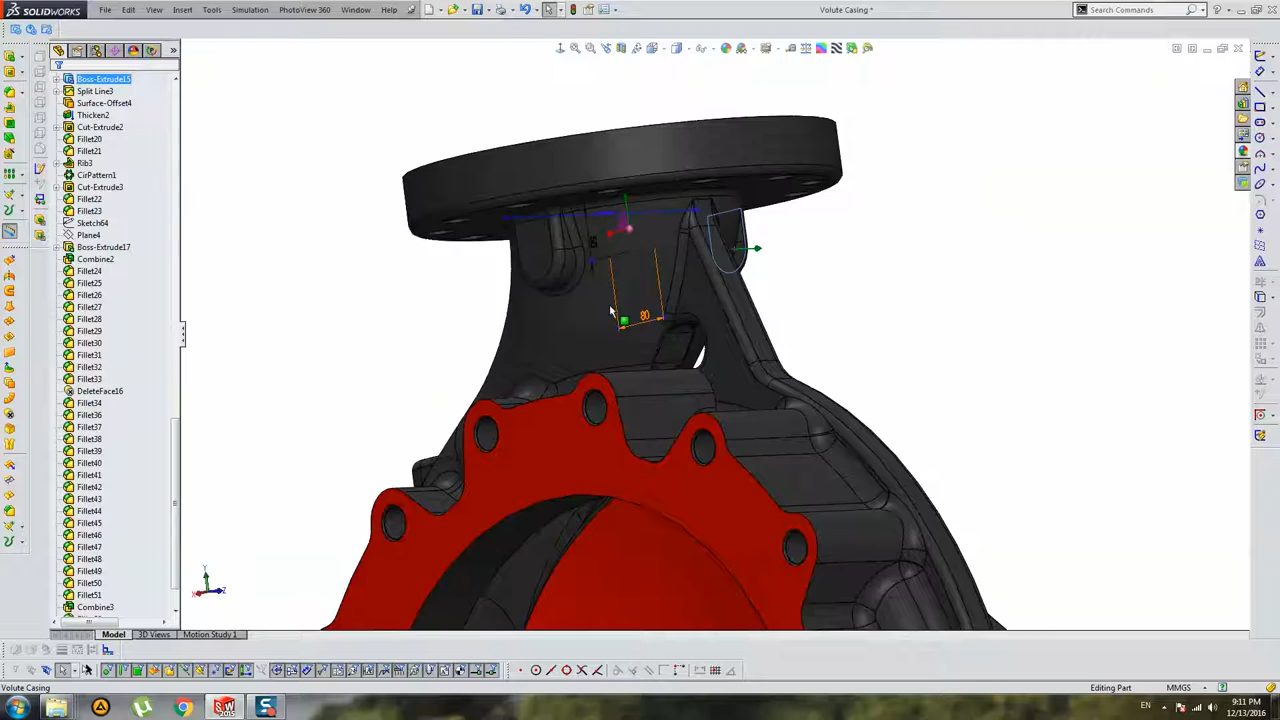 SOLIDWORKS File Edit View Insert Tools Simulation PhotoView 360 Window Help Volute Casing * Search Commands
Boss-Extrude15
Split Line3
Surface-Offset4
Thicken2
Cut-Extrude2
Fillet20
Fillet21
Rib3
CirPattern1
Cut-Extrude3
Fillet22
Fillet23
Sketch64
Plane4
Boss-Extrude17
Combine2
Fillet24
Fillet25
Fillet26
Fillet27
Fillet28
Fillet29
Fillet30
Fillet31
Fillet32
Fillet33
DeleteFace16
Fillet34
Fillet35
Fillet36
Fillet37
Fillet38
Fillet39
Fillet40
Fillet41
Fillet42
Fillet43
Fillet44
Fillet45
Fillet46
Fillet47
Fillet48
Fillet49
Fillet50
Fillet51
Combine3
80
Y
X
Z
Model 3D Views Motion Study 1
Volute Casing Editing Part MMGS
EN 9:11 PM
12/13/2016